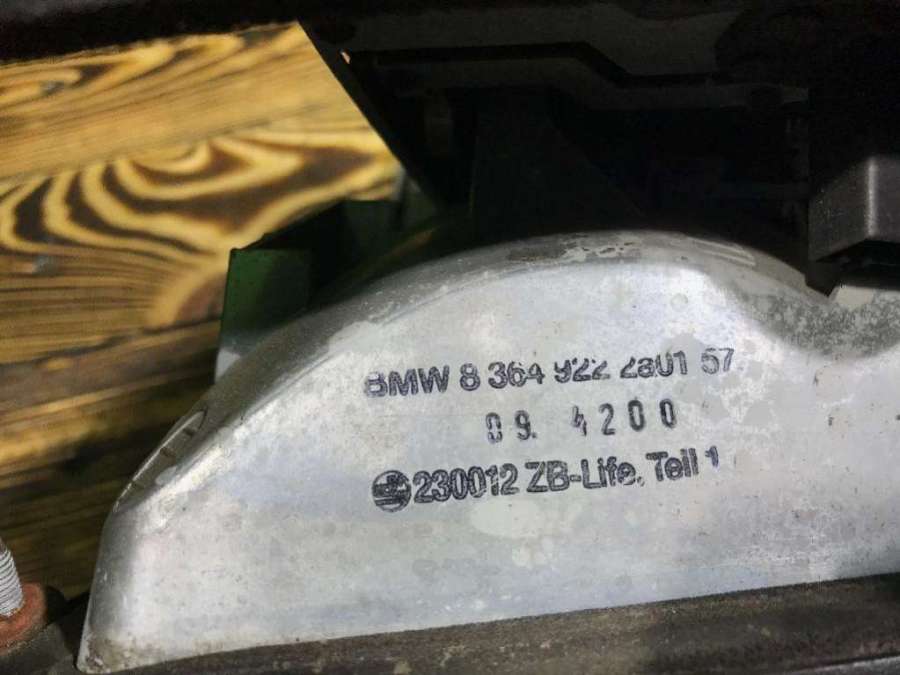 BMW 8 364 922 2801 57
09. 4200
230012 ZB-Life. Teil 1